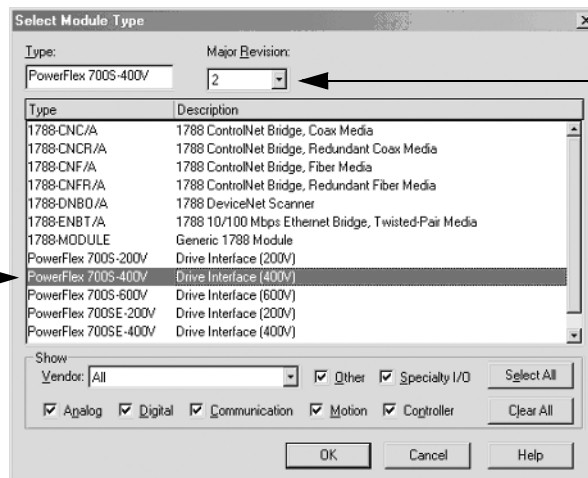 Select Module Type
Type: Major Revision:
PowerFlex 700S-400V 2
Type Description
1788-CNC/A 1788 ControlNet Bridge, Coax Media
1788-CNCR/A 1788 ControlNet Bridge, Redundant Coax Media
1788-CNF/A 1788 ControlNet Bridge, Fiber Media
1788-CNFR/A 1788 ControlNet Bridge, Redundant Fiber Media
1788-DNBO/A 1788 DeviceNet Scanner
1788-ENBT/A 1788 10/100 Mbps Ethernet Bridge, Twisted-Pair Media
1788-MODULE Generic 1788 Module
PowerFlex 700S-200V Drive Interface (200V)
PowerFlex 700S-400V Drive Interface (400V)
PowerFlex 700S-600V Drive Interface (600V)
PowerFlex 700SE-200V Drive Interface (200V)
PowerFlex 700SE-400V Drive Interface (400V)
Show
Vendor: All Other Specialty I/O Select All
Analog Digital Communication Motion Controller Clear All
OK Cancel Help